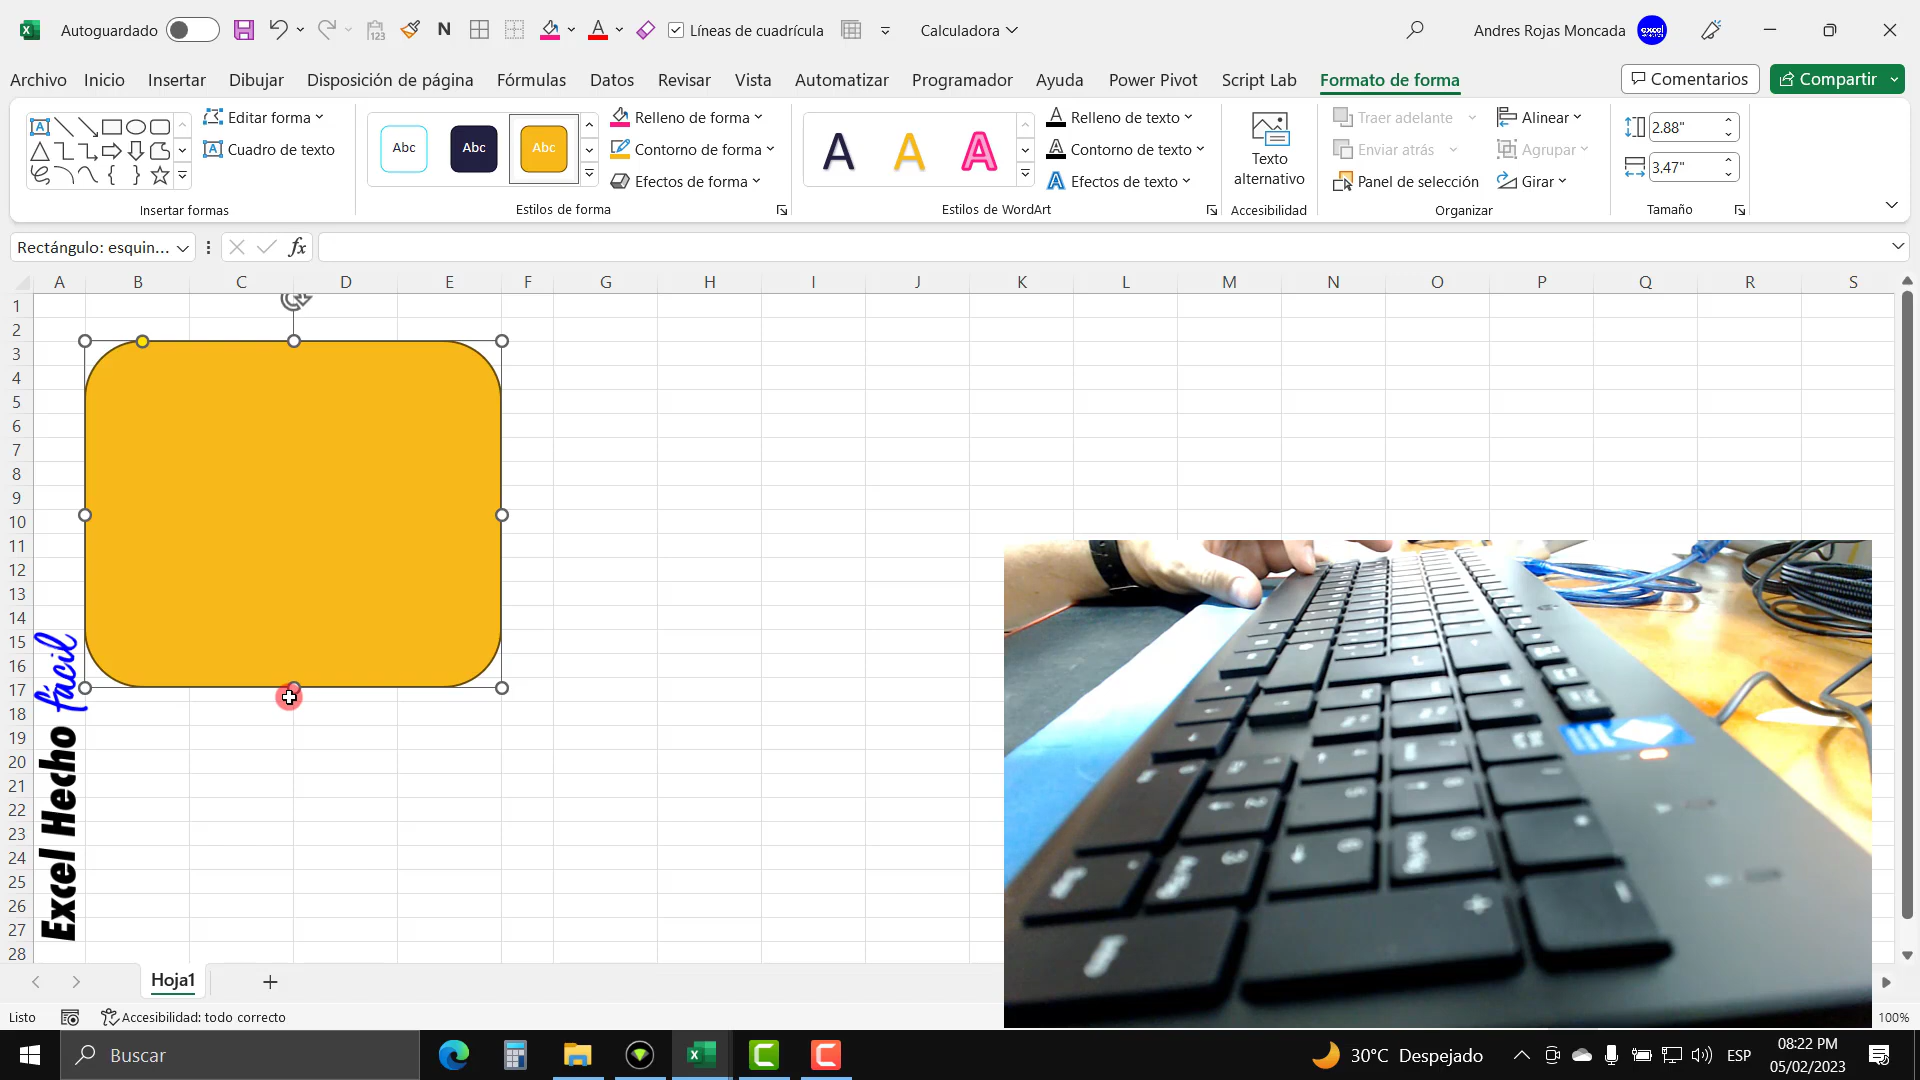 Autoguardado
N
Líneas de cuadrícula
Calculadora
Andres Rojas Moncada
Archivo Inicio Insertar Dibujar Disposición de página Fórmulas Datos Revisar Vista Automatizar Programador Ayuda Power Pivot Script Lab Formato de forma
Comentarios
Compartir
Editar forma
Cuadro de texto
Insertar formas
Abc Abc Abc
Relleno de forma
Contorno de forma
Efectos de forma
Estilos de forma
A A A
Relleno de texto
Contorno de texto
Efectos de texto
Estilos de WordArt
Texto
alternativo
Accesibilidad
Traer adelante
Enviar atrás
Panel de selección
Alinear
Agrupar
Girar
Organizar
2.88"
3.47"
Tamaño
Rectángulo: esquin...
fx
A B C D E F G H I J K L M N O P Q R S
1
2
3
4
5
6
7
8
9
10
11
12
13
14
15
16
17
18
19
20
21
22
23
24
25
26
27
28
Excel Hecho fácil
Hoja1
Listo
Accesibilidad: todo correcto
100%
Buscar
30°C Despejado
ESP
08:22 PM
05/02/2023